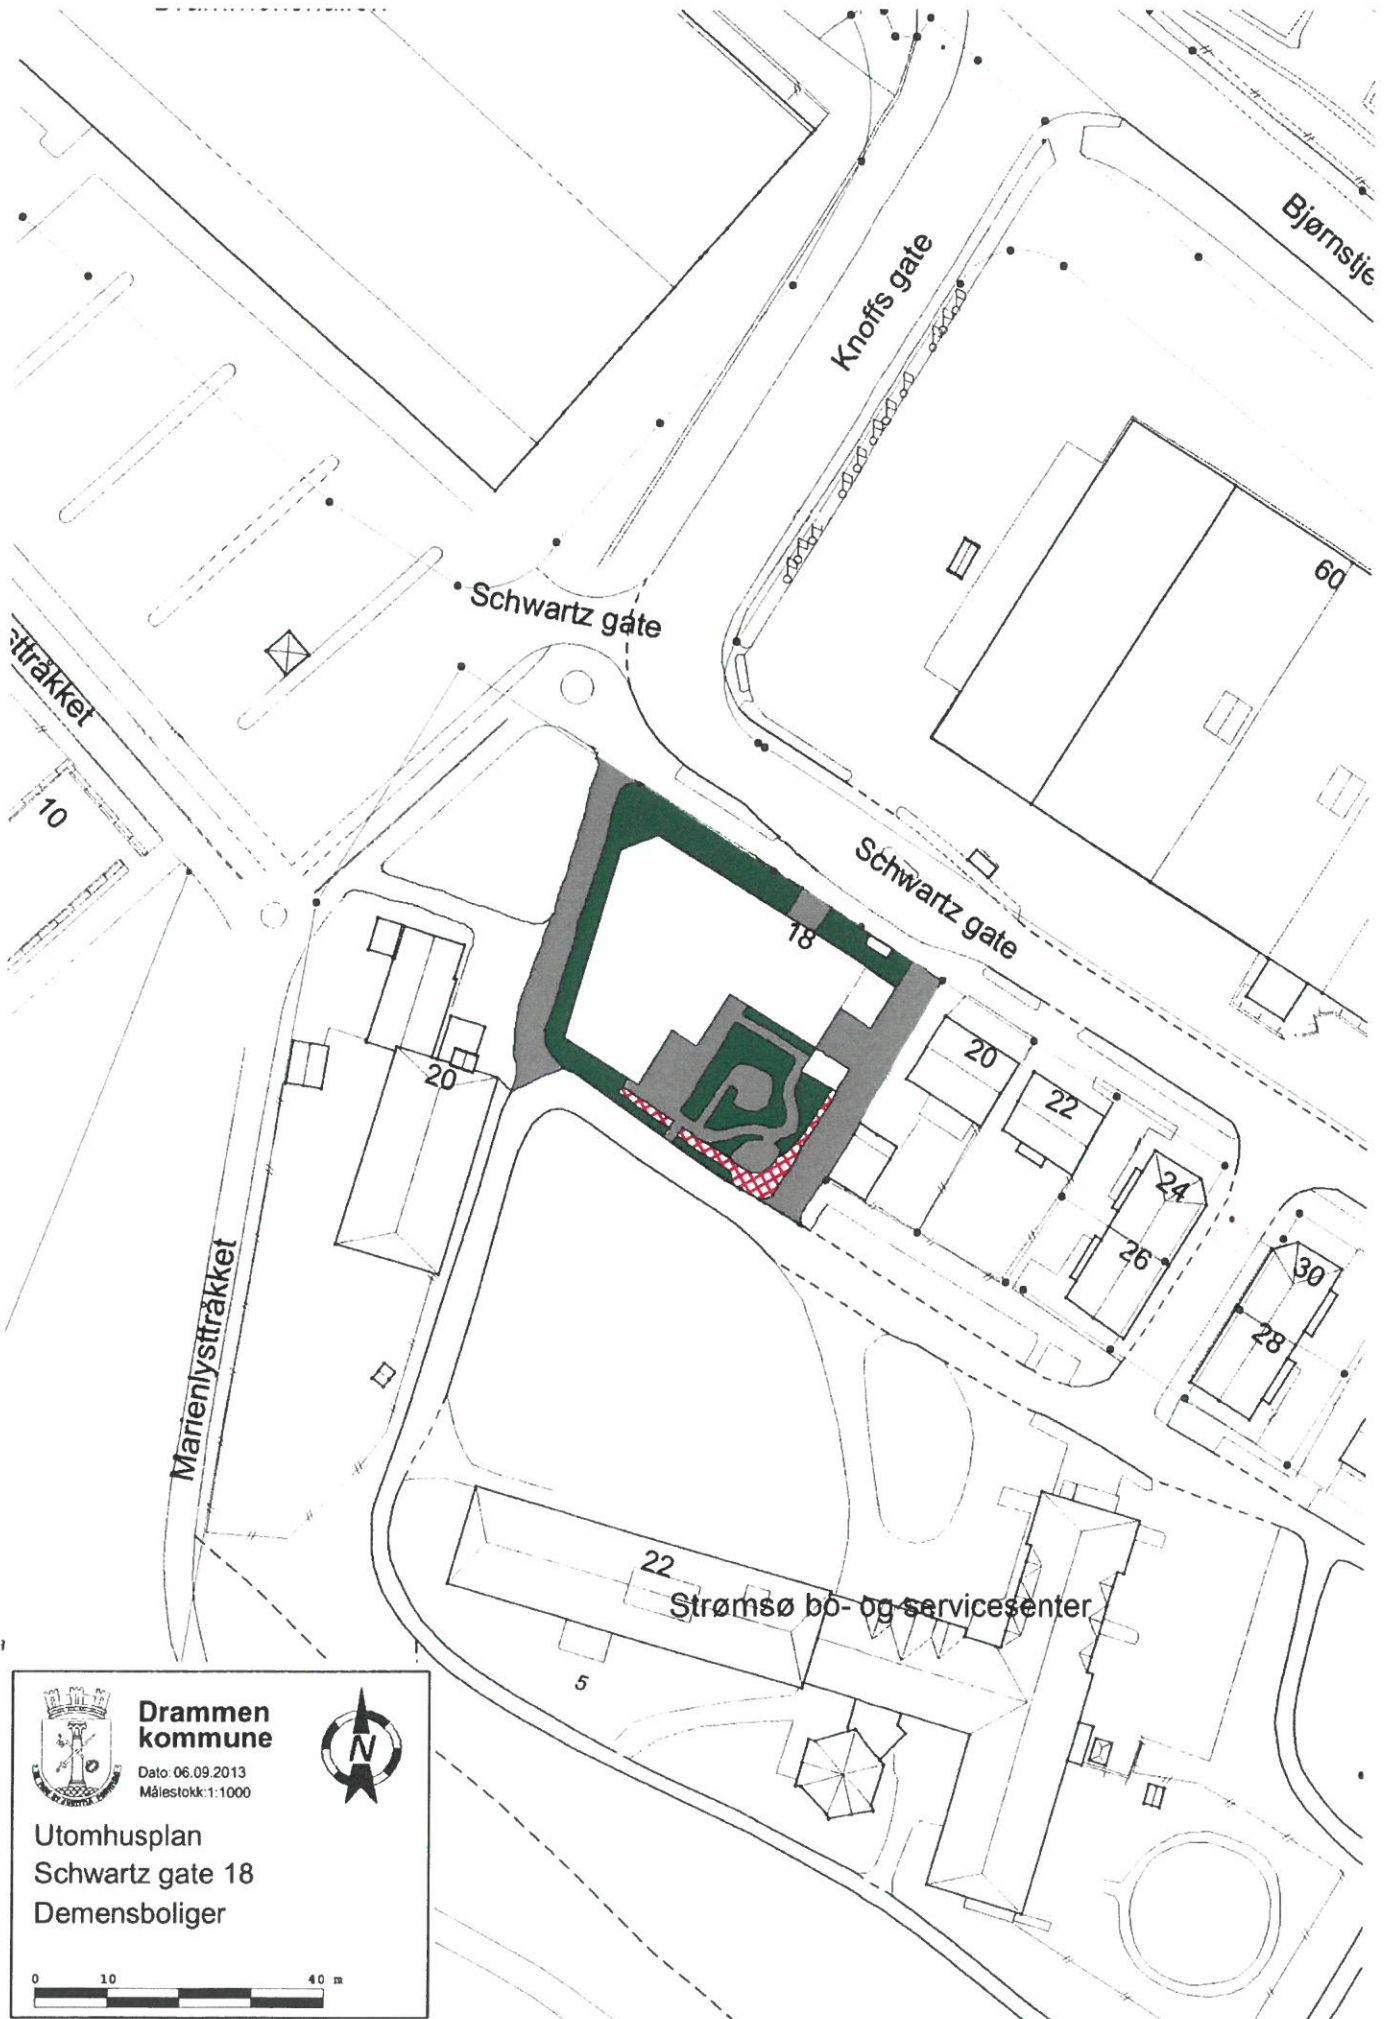 Knoffs gate
Bjørnstje
60
Schwartz gate
sttråkket
10
Schwartz gate
18
20
20
22
24
26
30
28
Marienlysttråkket
22
Strømsø bo- og servicesenter
5
Drammen
kommune
Dato: 06.09.2013
Målestokk:1:1000
N
Utomhusplan
Schwartz gate 18
Demensboliger
0 10 40 m